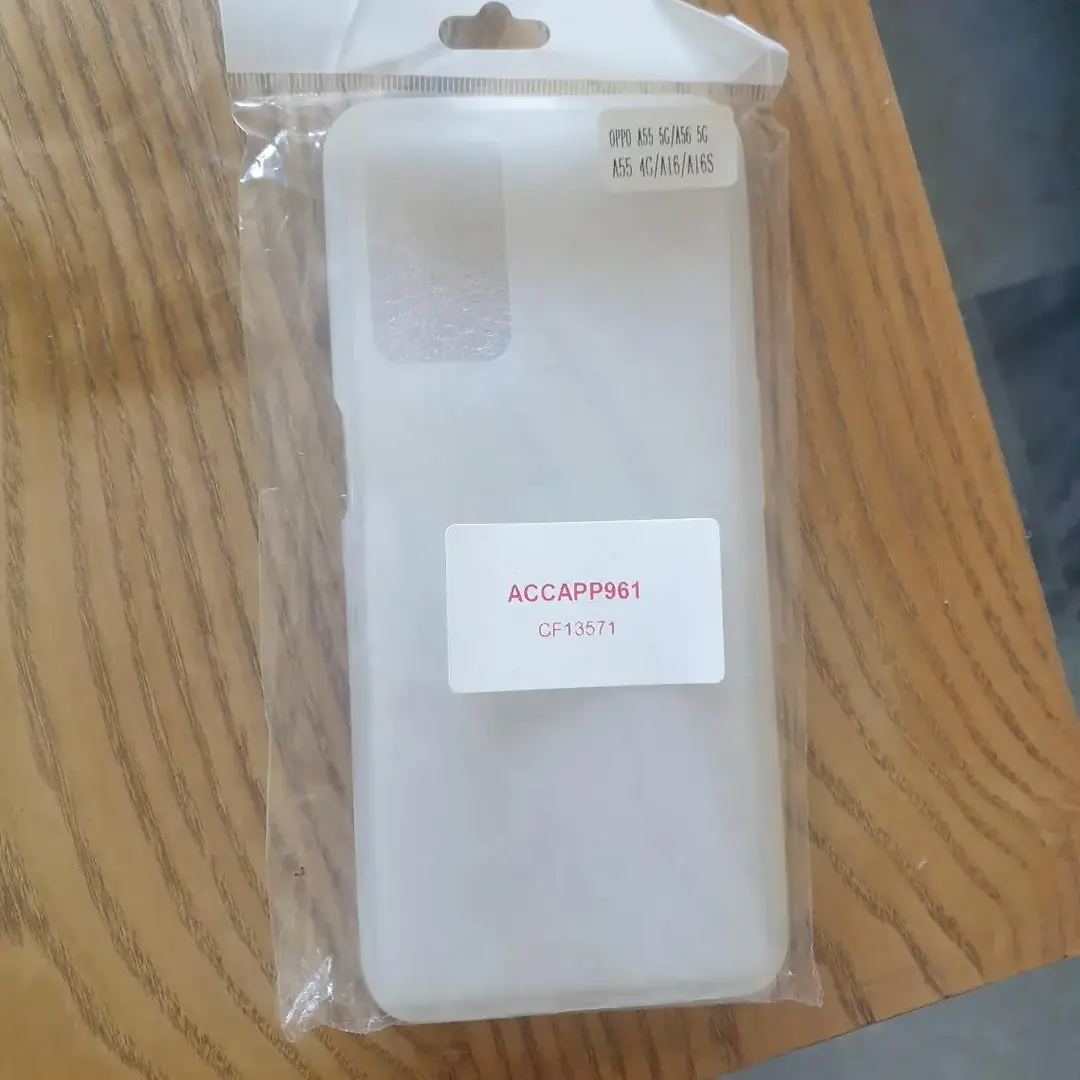 OPPO A55 5G/A56 5G
A55 4G/A16/A16S
ACCAPP961
CF13571